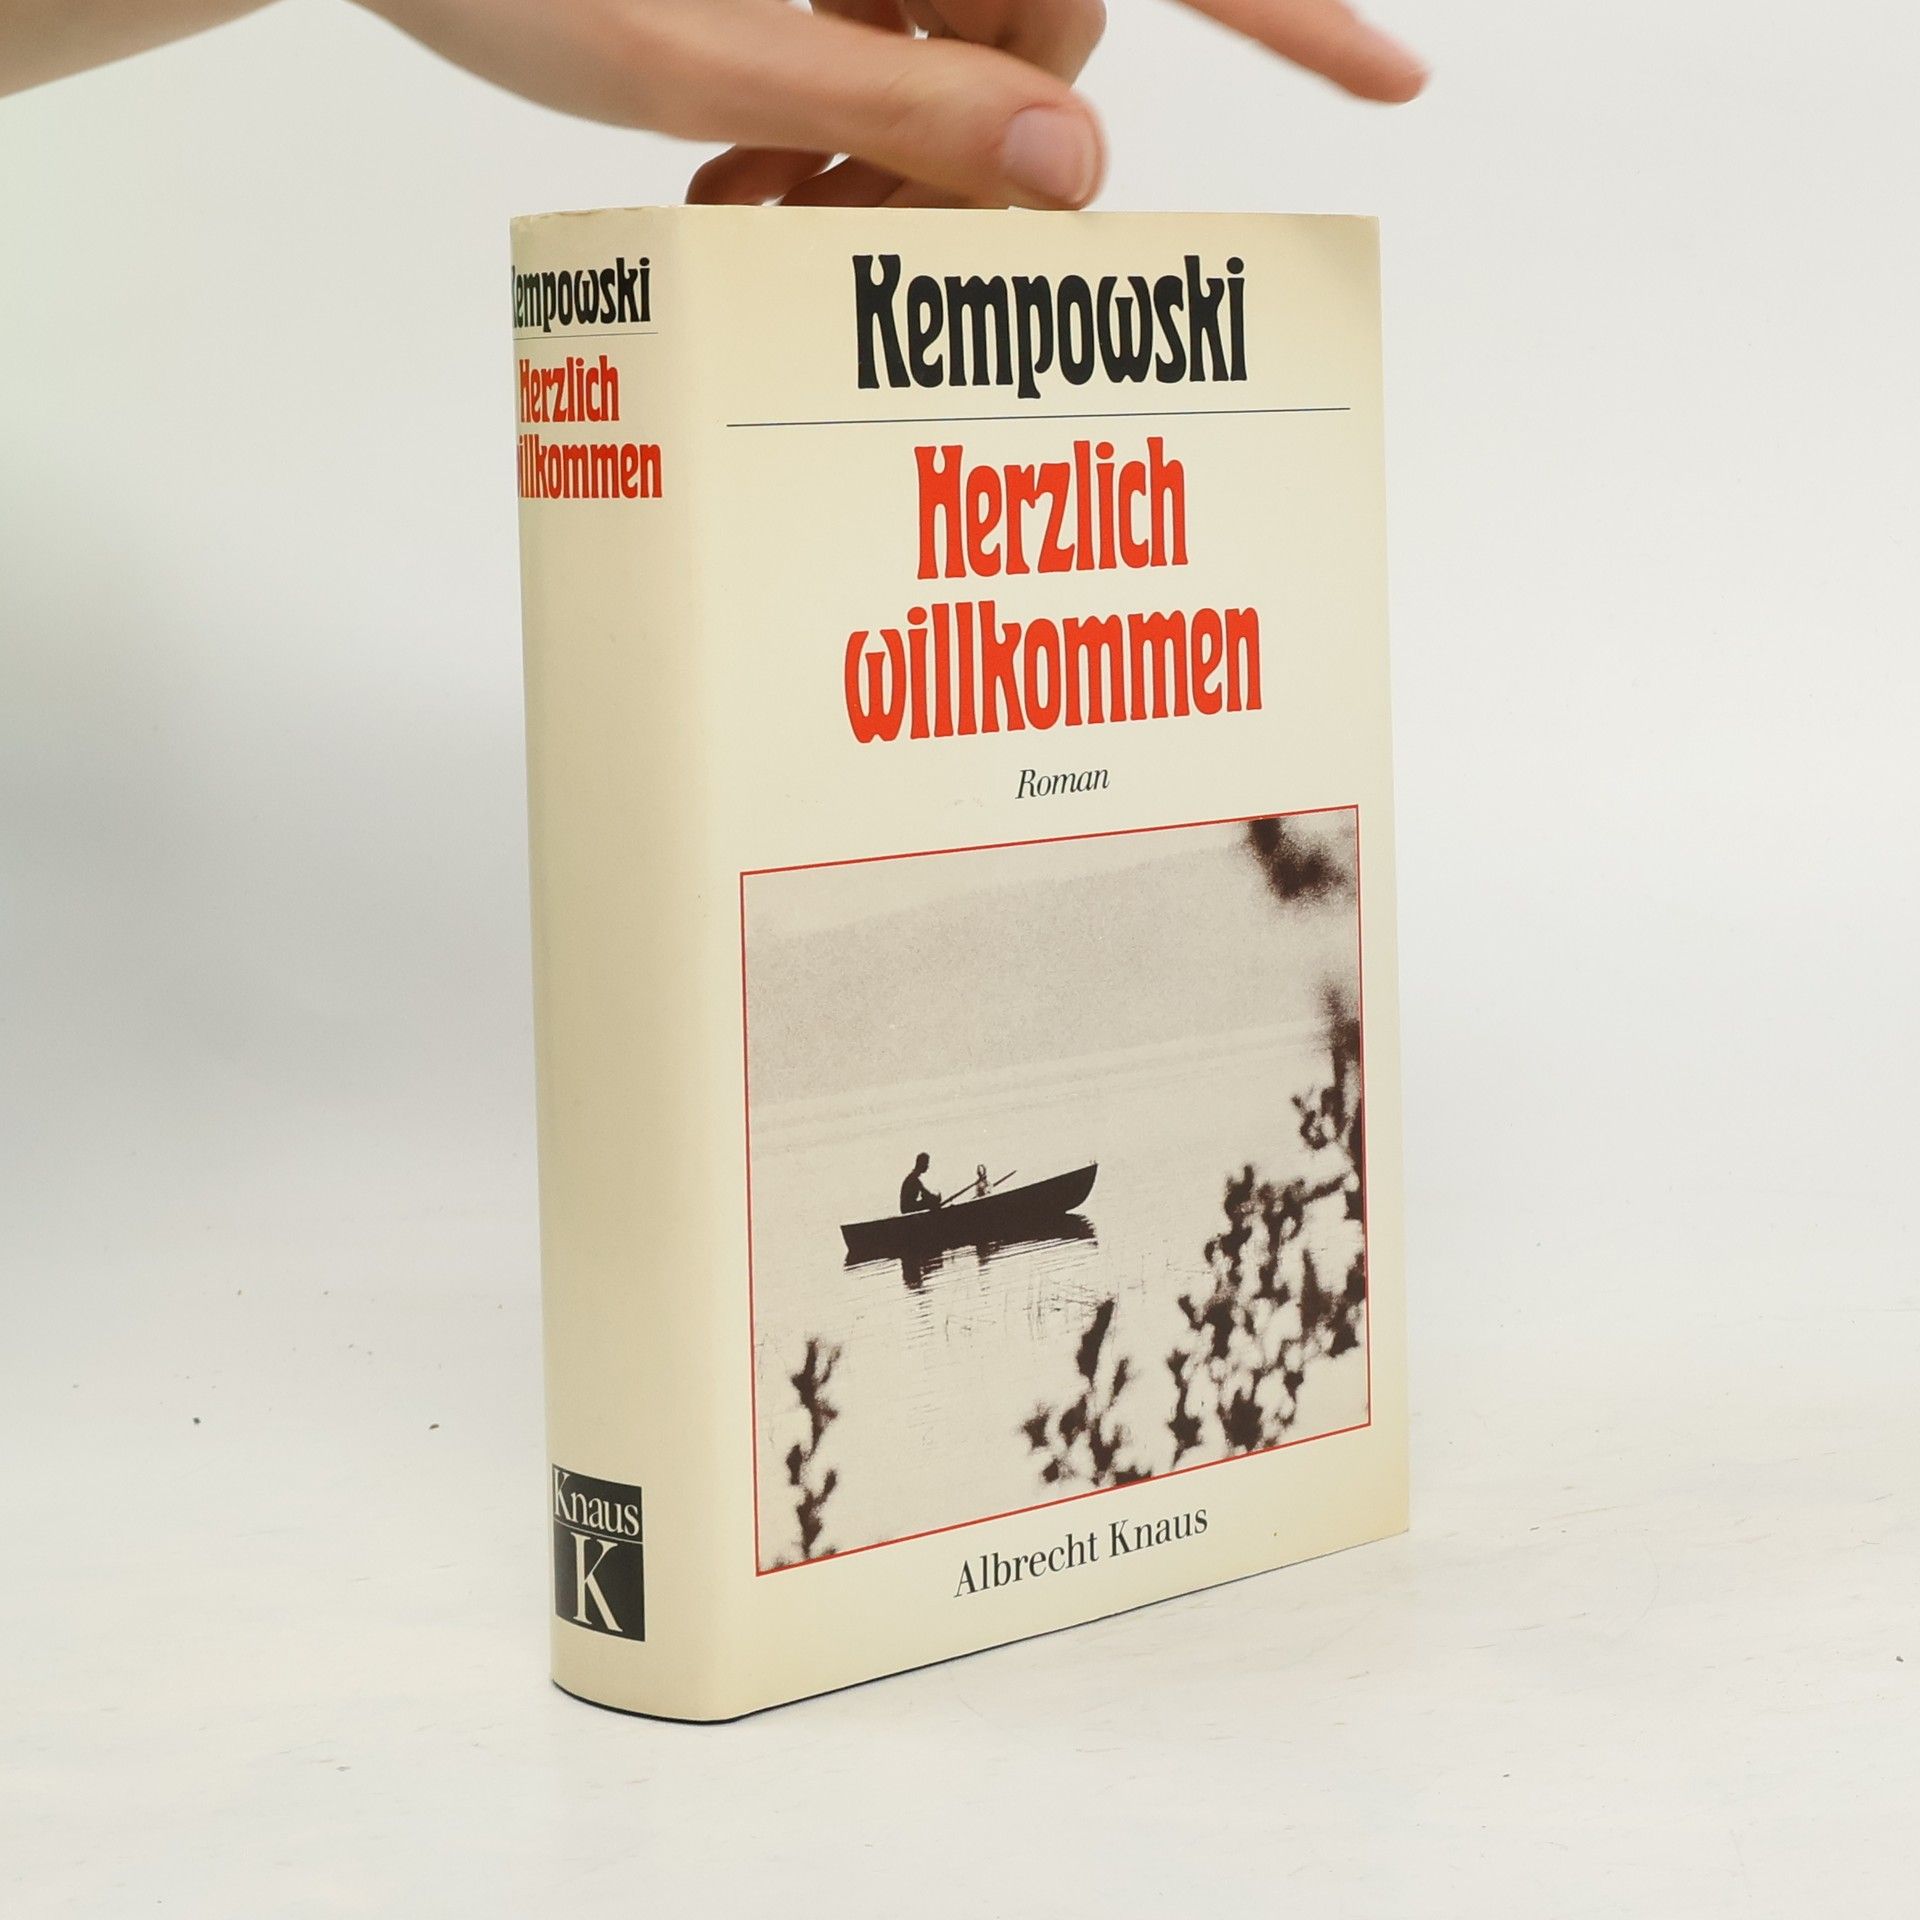 Kempowski
Herzlich
willkommen
Knaus
K
Kempowski
Herzlich
willkommen
Roman
Albrecht Knaus